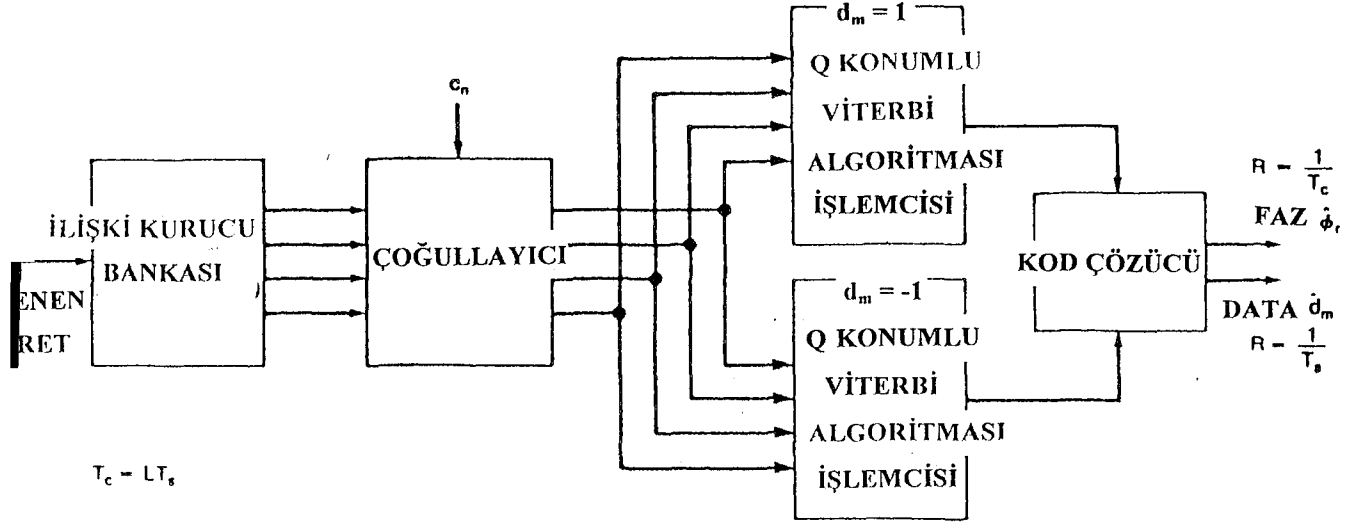 d_m = 1
Q KONUMLU
VİTERBİ
ALGORİTMASI
İŞLEMCİSİ
c_n
İLİŞKİ KURUCU
BANKASI
ENEN
RET
ÇOĞULLAYICI
d_m = -1
Q KONUMLU
VİTERBİ
ALGORİTMASI
İŞLEMCİSİ
KOD ÇÖZÜCÜ
R = 1/T_c
FAZ φ̂_r
DATA d̂_m
R = 1/T_s
T_c = LT_s